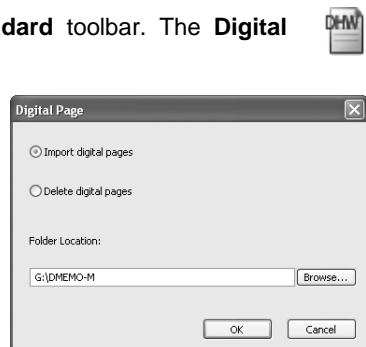 dard toolbar. The Digital
DHW
Digital Page
Import digital pages
Delete digital pages
Folder Location:
G:\DMEMO-M
Browse...
OK
Cancel